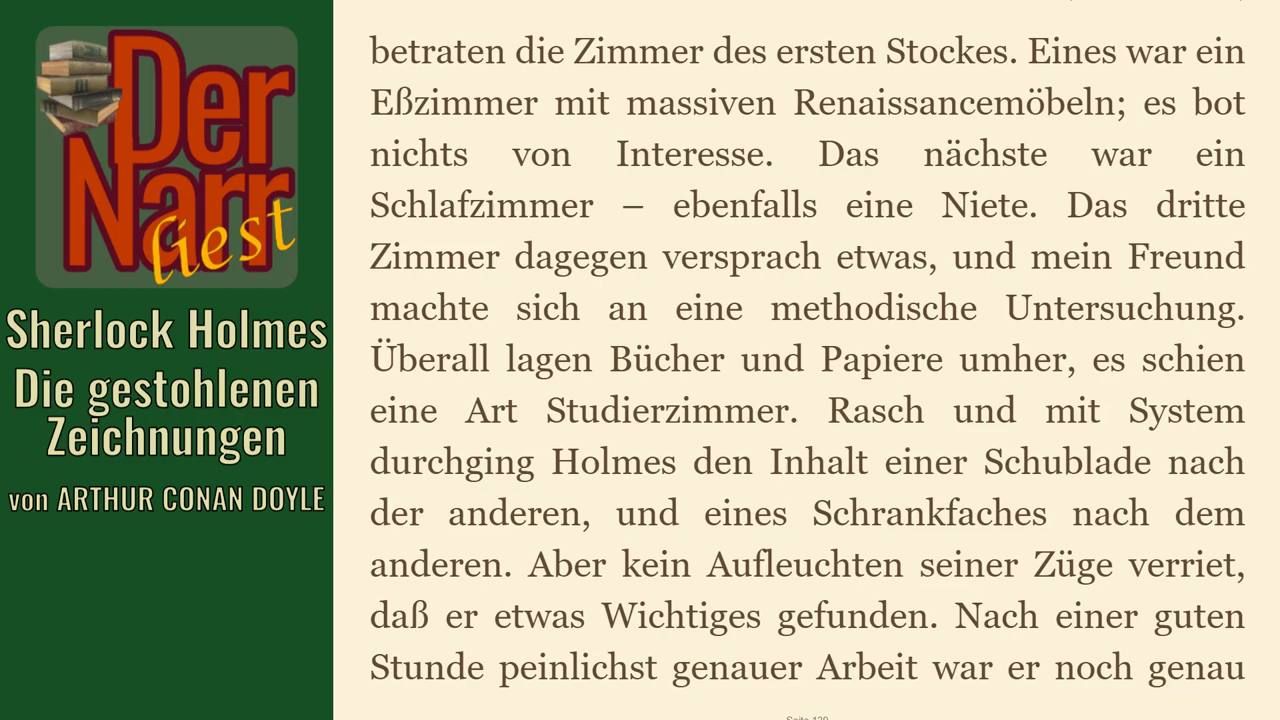 Der
Narr
liest
Sherlock Holmes
Die gestohlenen
Zeichnungen
von ARTHUR CONAN DOYLE
betraten die Zimmer des ersten Stockes. Eines war ein
Eßzimmer mit massiven Renaissancemöbeln; es bot
nichts von Interesse. Das nächste war ein
Schlafzimmer – ebenfalls eine Niete. Das dritte
Zimmer dagegen versprach etwas, und mein Freund
machte sich an eine methodische Untersuchung.
Überall lagen Bücher und Papiere umher, es schien
eine Art Studierzimmer. Rasch und mit System
durchging Holmes den Inhalt einer Schublade nach
der anderen, und eines Schrankfaches nach dem
anderen. Aber kein Aufleuchten seiner Züge verriet,
daß er etwas Wichtiges gefunden. Nach einer guten
Stunde peinlichst genauer Arbeit war er noch genau